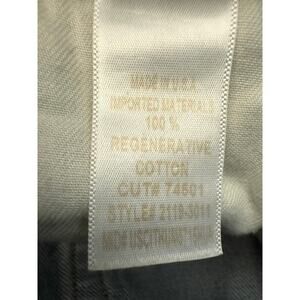 MADE IN U.S.A
IMPORTED MATERIALS
100 %
REGENERATIVE
COTTON
CUT# 74501
STYLE# 2119-3011